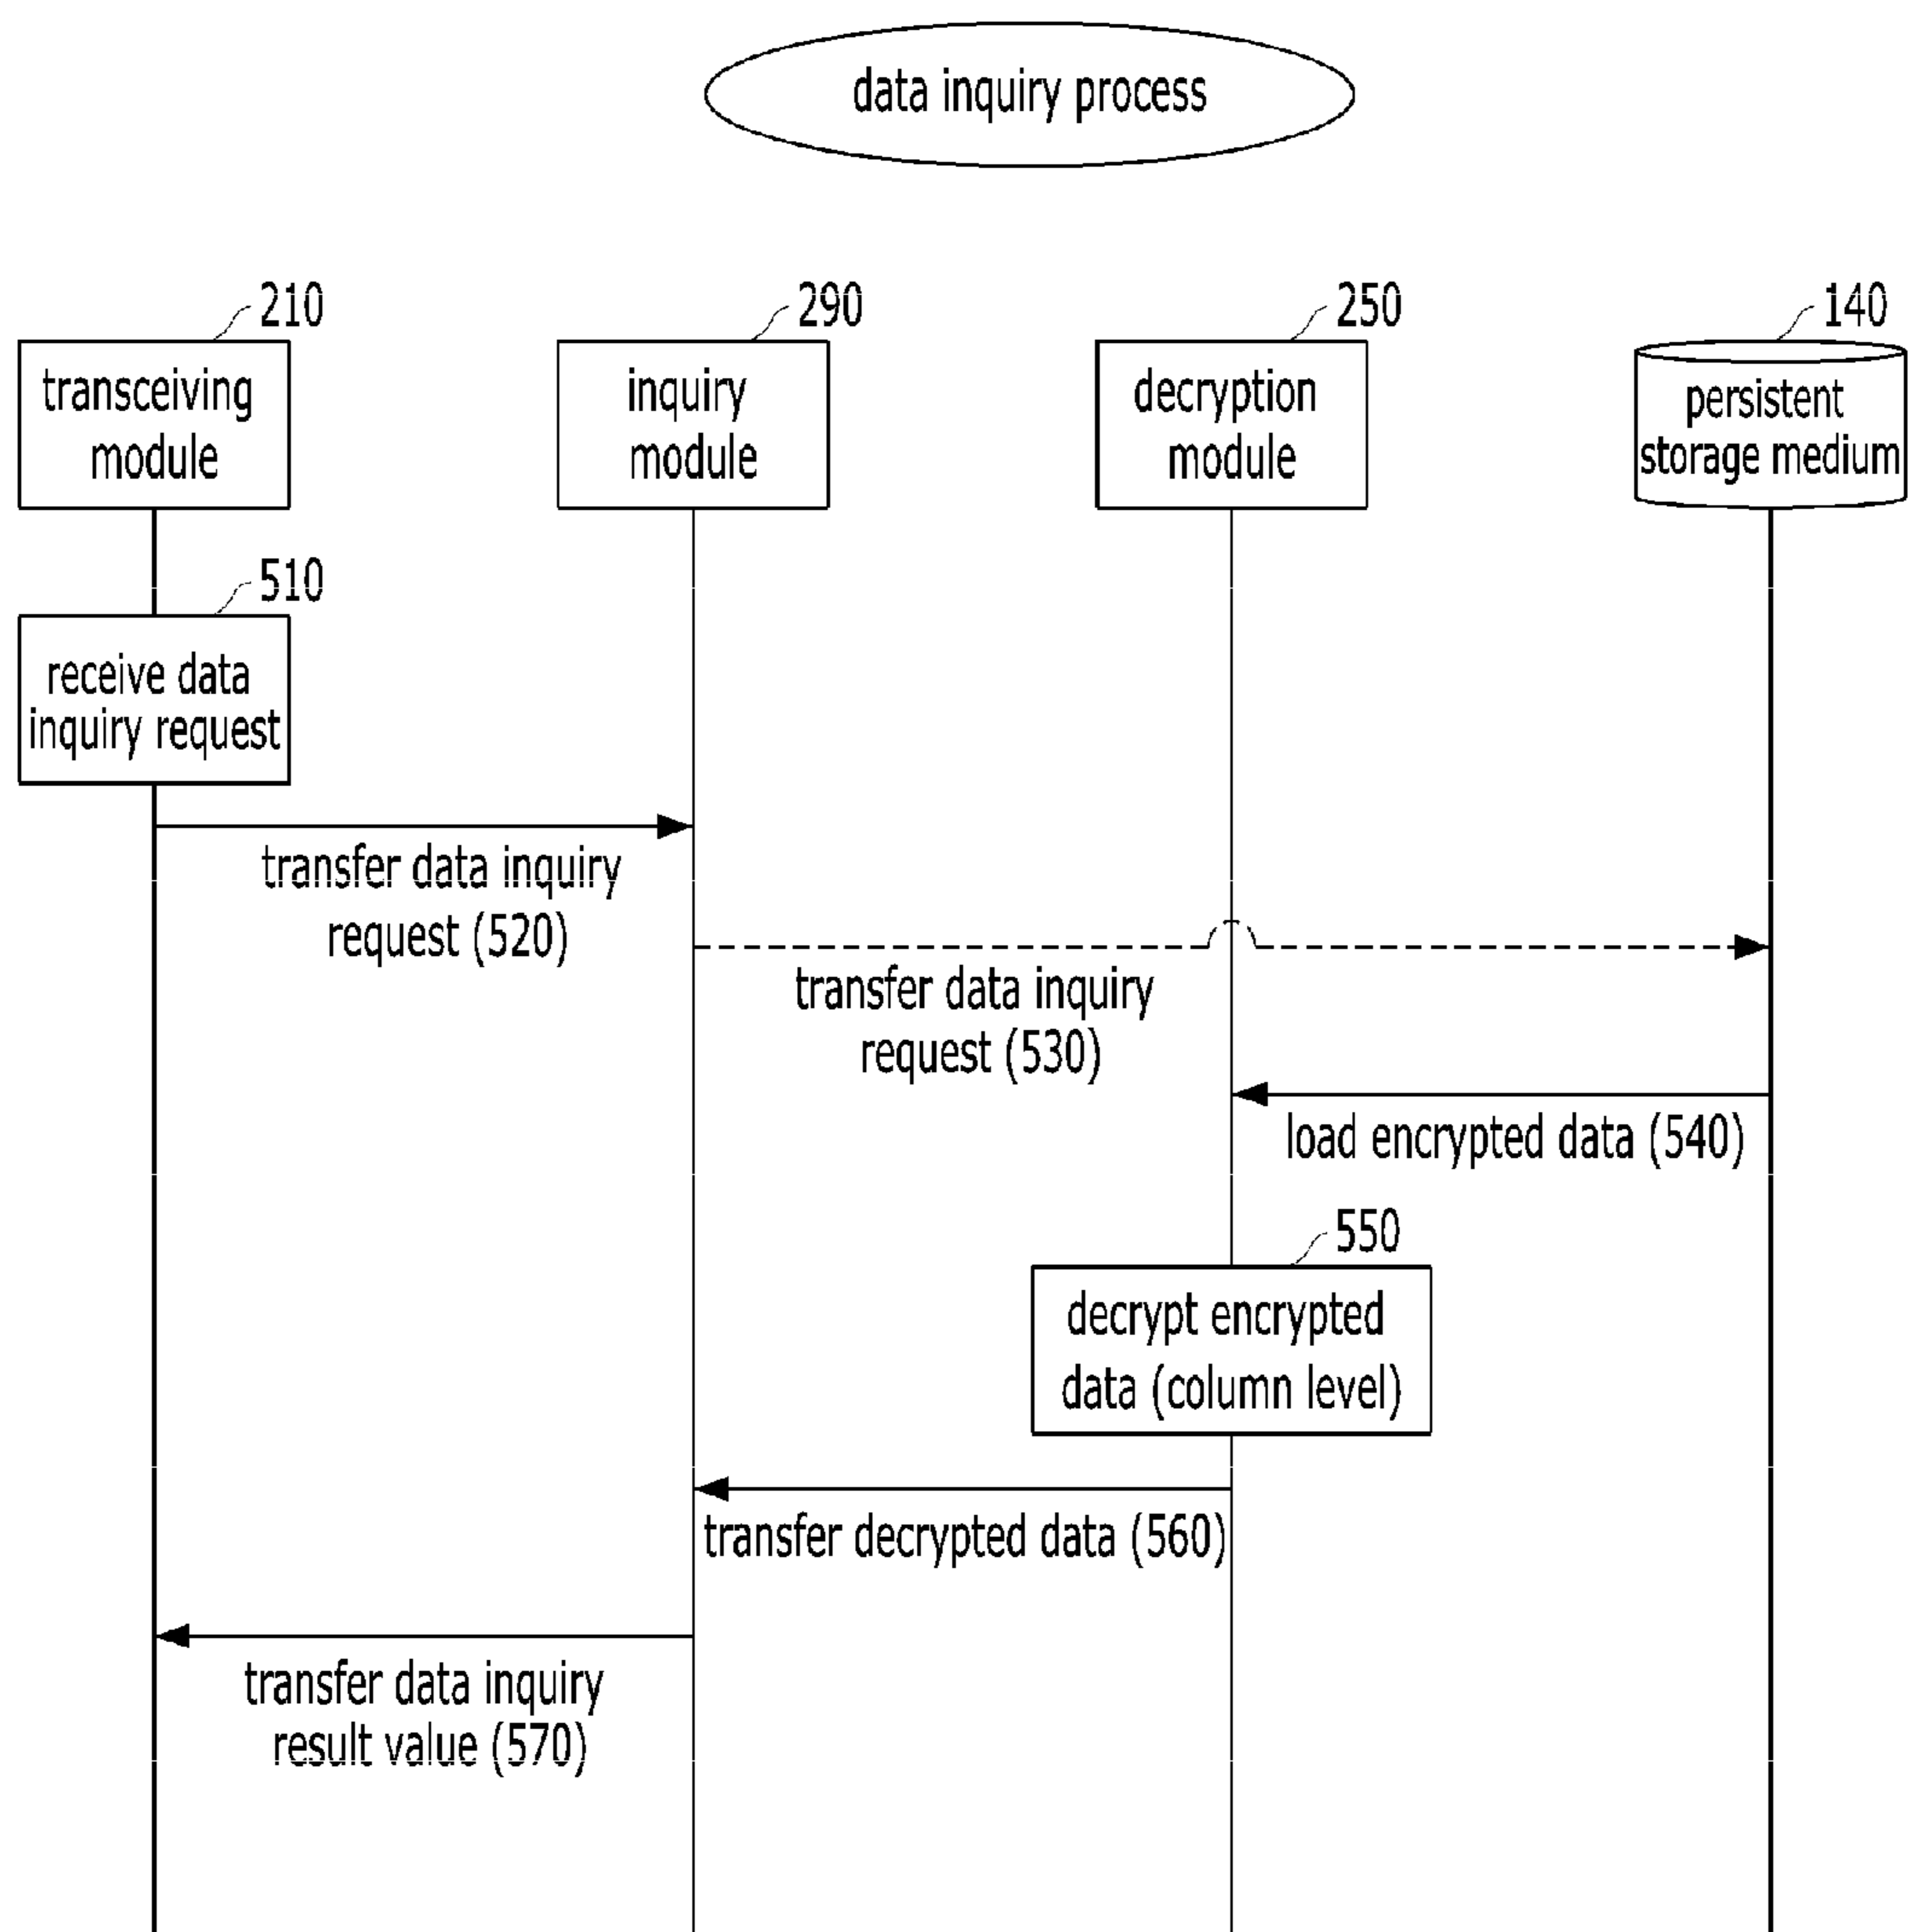 data inquiry process
210
290
250
140
transceiving
module
inquiry
module
decryption
module
persistent
storage medium
510
receive data
inquiry request
transfer data inquiry
request (520)
transfer data inquiry
request (530)
load encrypted data (540)
550
decrypt encrypted
data (column level)
transfer decrypted data (560)
transfer data inquiry
result value (570)